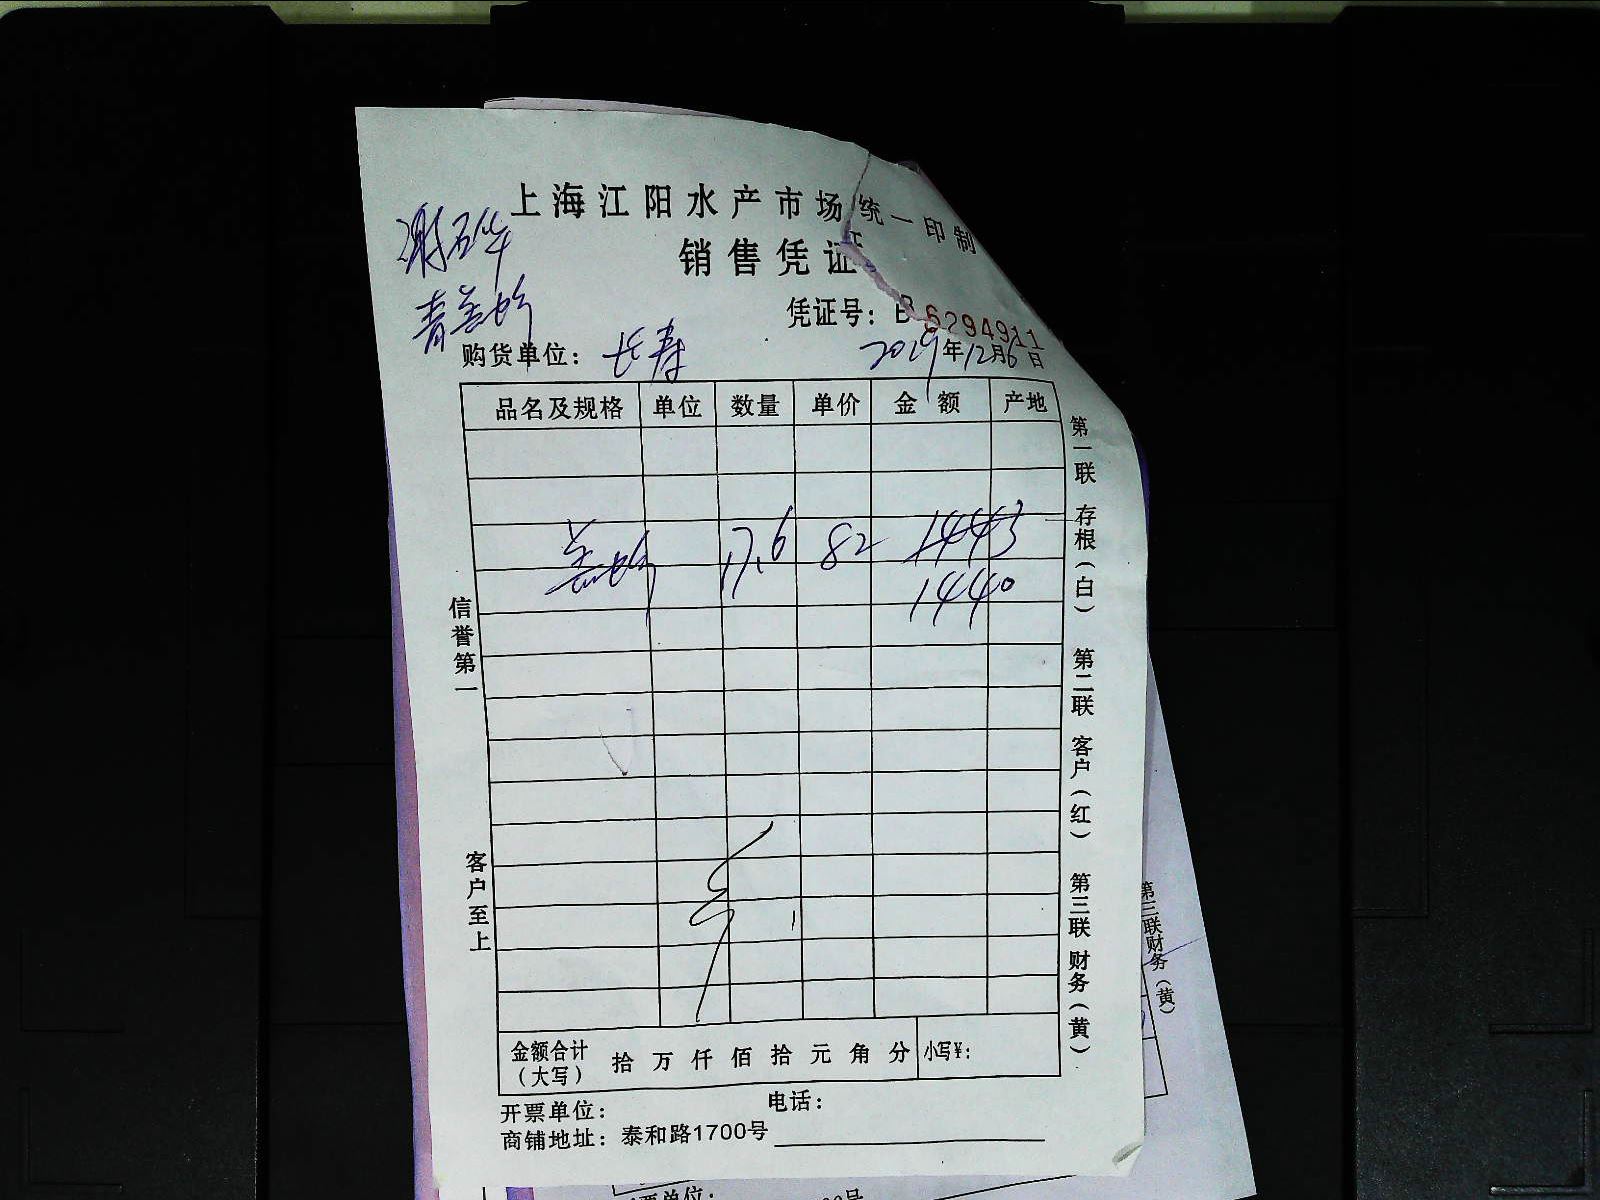 上海江阳水产市场统一印制
销售凭证
凭证号：B 6294911
购货单位：长寿 2019年12月6日
品名及规格 单位 数量 单价 金额 产地
17.6 82 1443
1440
金额合计（大写） 拾 万 仟 佰 拾 元 角 分 小写¥：
开票单位： 电话：
商铺地址：泰和路1700号
信誉第一
客户至上
第一联 存根（白）
第二联 客户（红）
第三联 财务（黄）
第三联财务（黄）